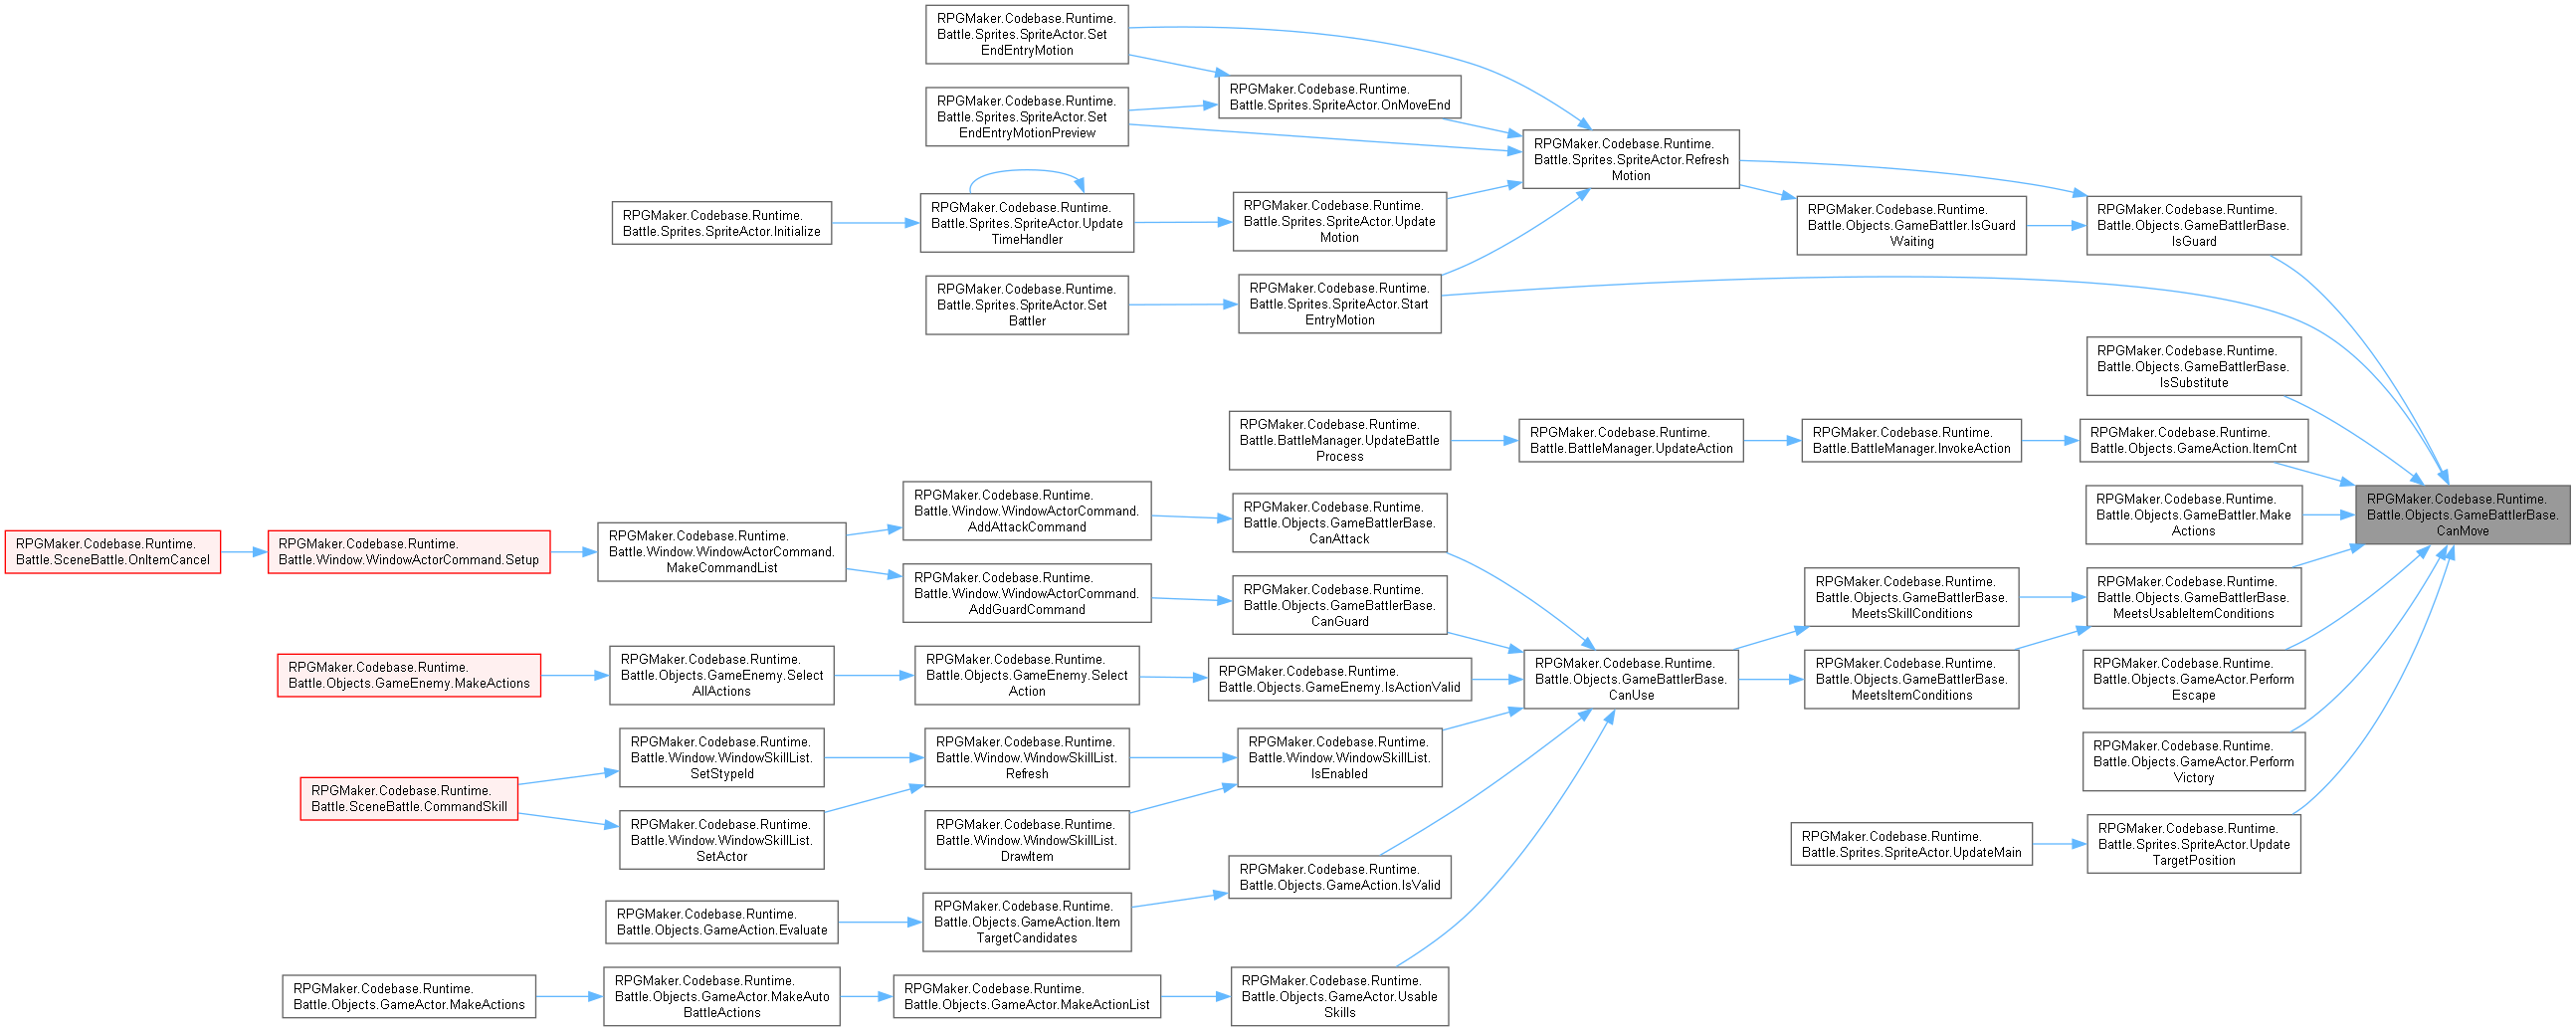 RPGMaker.Codebase.Runtime.
Battle.Sprites.SpriteActor.Set
EndEntryMotion
RPGMaker.Codebase.Runtime.
Battle.Sprites.SpriteActor.OnMoveEnd
RPGMaker.Codebase.Runtime.
Battle.Sprites.SpriteActor.Set
EndEntryMotionPreview
RPGMaker.Codebase.Runtime.
Battle.Sprites.SpriteActor.Refresh
Motion
RPGMaker.Codebase.Runtime.
Battle.Sprites.SpriteActor.Initialize
RPGMaker.Codebase.Runtime.
Battle.Sprites.SpriteActor.Update
TimeHandler
RPGMaker.Codebase.Runtime.
Battle.Sprites.SpriteActor.Update
Motion
RPGMaker.Codebase.Runtime.
Battle.Objects.GameBattler.IsGuard
Waiting
RPGMaker.Codebase.Runtime.
Battle.Objects.GameBattlerBase.
IsGuard
RPGMaker.Codebase.Runtime.
Battle.Sprites.SpriteActor.Set
Battler
RPGMaker.Codebase.Runtime.
Battle.Sprites.SpriteActor.Start
EntryMotion
RPGMaker.Codebase.Runtime.
Battle.Objects.GameBattlerBase.
IsSubstitute
RPGMaker.Codebase.Runtime.
Battle.BattleManager.UpdateBattle
Process
RPGMaker.Codebase.Runtime.
Battle.BattleManager.UpdateAction
RPGMaker.Codebase.Runtime.
Battle.BattleManager.InvokeAction
RPGMaker.Codebase.Runtime.
Battle.Objects.GameAction.ItemCnt
RPGMaker.Codebase.Runtime.
Battle.Window.WindowActorCommand.
AddAttackCommand
RPGMaker.Codebase.Runtime.
Battle.Objects.GameBattlerBase.
CanAttack
RPGMaker.Codebase.Runtime.
Battle.Objects.GameBattler.Make
Actions
RPGMaker.Codebase.Runtime.
Battle.Objects.GameBattlerBase.
CanMove
RPGMaker.Codebase.Runtime.
Battle.SceneBattle.OnItemCancel
RPGMaker.Codebase.Runtime.
Battle.Window.WindowActorCommand.Setup
RPGMaker.Codebase.Runtime.
Battle.Window.WindowActorCommand.
MakeCommandList
RPGMaker.Codebase.Runtime.
Battle.Window.WindowActorCommand.
AddGuardCommand
RPGMaker.Codebase.Runtime.
Battle.Objects.GameBattlerBase.
CanGuard
RPGMaker.Codebase.Runtime.
Battle.Objects.GameBattlerBase.
MeetsSkillConditions
RPGMaker.Codebase.Runtime.
Battle.Objects.GameBattlerBase.
MeetsUsableItemConditions
RPGMaker.Codebase.Runtime.
Battle.Objects.GameEnemy.MakeActions
RPGMaker.Codebase.Runtime.
Battle.Objects.GameEnemy.Select
AllActions
RPGMaker.Codebase.Runtime.
Battle.Objects.GameEnemy.Select
Action
RPGMaker.Codebase.Runtime.
Battle.Objects.GameEnemy.IsActionValid
RPGMaker.Codebase.Runtime.
Battle.Objects.GameBattlerBase.
CanUse
RPGMaker.Codebase.Runtime.
Battle.Objects.GameBattlerBase.
MeetsItemConditions
RPGMaker.Codebase.Runtime.
Battle.Objects.GameActor.Perform
Escape
RPGMaker.Codebase.Runtime.
Battle.SceneBattle.CommandSkill
RPGMaker.Codebase.Runtime.
Battle.Window.WindowSkillList.
SetStypeId
RPGMaker.Codebase.Runtime.
Battle.Window.WindowSkillList.
Refresh
RPGMaker.Codebase.Runtime.
Battle.Window.WindowSkillList.
IsEnabled
RPGMaker.Codebase.Runtime.
Battle.Objects.GameActor.Perform
Victory
RPGMaker.Codebase.Runtime.
Battle.Window.WindowSkillList.
SetActor
RPGMaker.Codebase.Runtime.
Battle.Window.WindowSkillList.
DrawItem
RPGMaker.Codebase.Runtime.
Battle.Sprites.SpriteActor.UpdateMain
RPGMaker.Codebase.Runtime.
Battle.Sprites.SpriteActor.Update
TargetPosition
RPGMaker.Codebase.Runtime.
Battle.Objects.GameAction.IsValid
RPGMaker.Codebase.Runtime.
Battle.Objects.GameAction.Evaluate
RPGMaker.Codebase.Runtime.
Battle.Objects.GameAction.Item
TargetCandidates
RPGMaker.Codebase.Runtime.
Battle.Objects.GameActor.MakeActions
RPGMaker.Codebase.Runtime.
Battle.Objects.GameActor.MakeAuto
BattleActions
RPGMaker.Codebase.Runtime.
Battle.Objects.GameActor.MakeActionList
RPGMaker.Codebase.Runtime.
Battle.Objects.GameActor.Usable
Skills